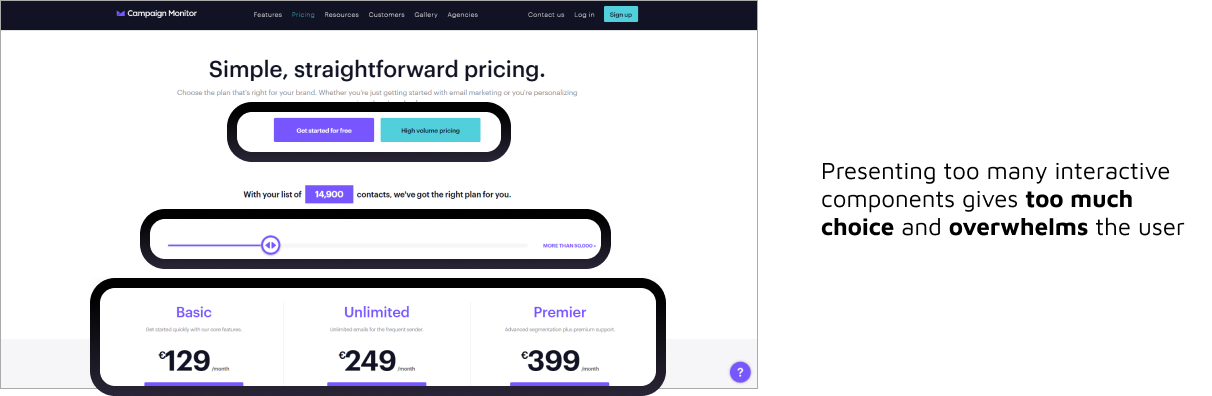 Campaign Monitor
Features Pricing Resources Customers Gallery Agencies Contact us Log in Sign up
Simple, straightforward pricing.
Choose the plan that's right for your brand. Whether you're just getting started with email marketing or you're personalizing
Get started for free High volume pricing
With your list of 14,900 contacts, we've got the right plan for you.
MORE THAN 50,000 »
Basic Unlimited Premier
Get started quickly with our core features. Unlimited emails for the frequent sender. Advanced segmentation plus premium support.
€129 /month €249 /month €399 /month
?
Presenting too many interactive
components gives too much
choice and overwhelms the user